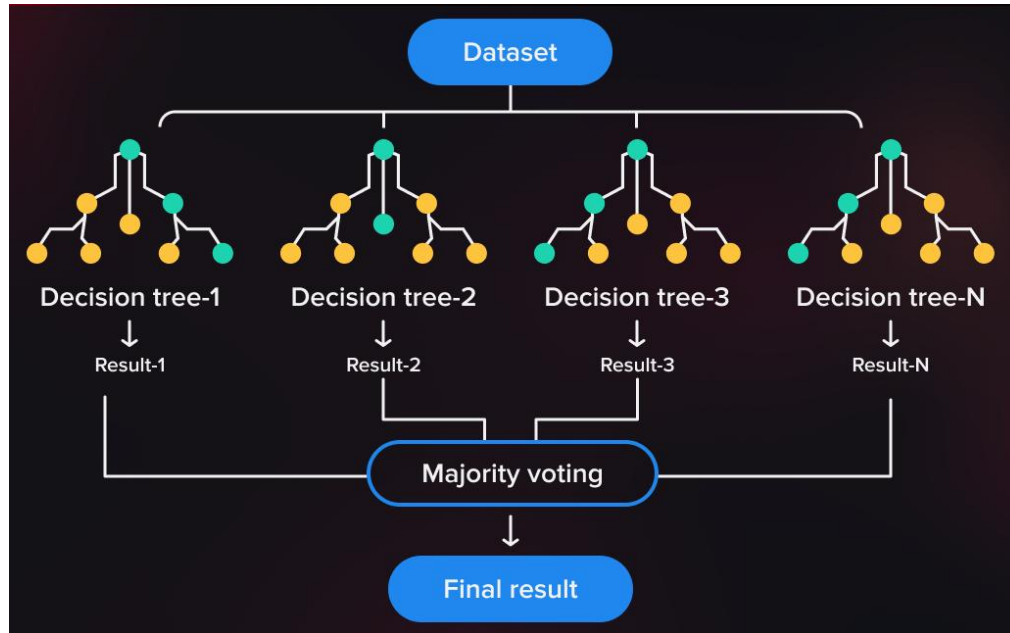 Dataset
Decision tree-1
Decision tree-2
Decision tree-3
Decision tree-N
Result-1
Result-2
Result-3
Result-N
Majority voting
Final result